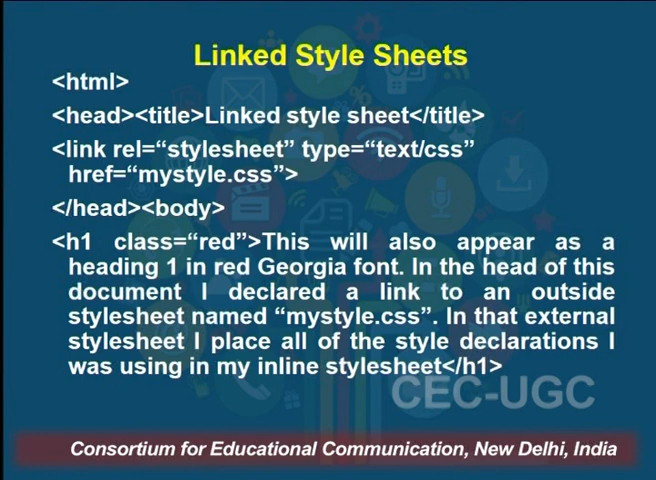 Linked Style Sheets
<html>
<head><title>Linked style sheet</title>
<link rel=“stylesheet” type=“text/css”
href=“mystyle.css”>
</head><body>
<h1 class=“red”>This will also appear as a
heading 1 in red Georgia font. In the head of this
document I declared a link to an outside
stylesheet named “mystyle.css”. In that external
stylesheet I place all of the style declarations I
was using in my inline stylesheet</h1>
CEC-UGC
Consortium for Educational Communication, New Delhi, India